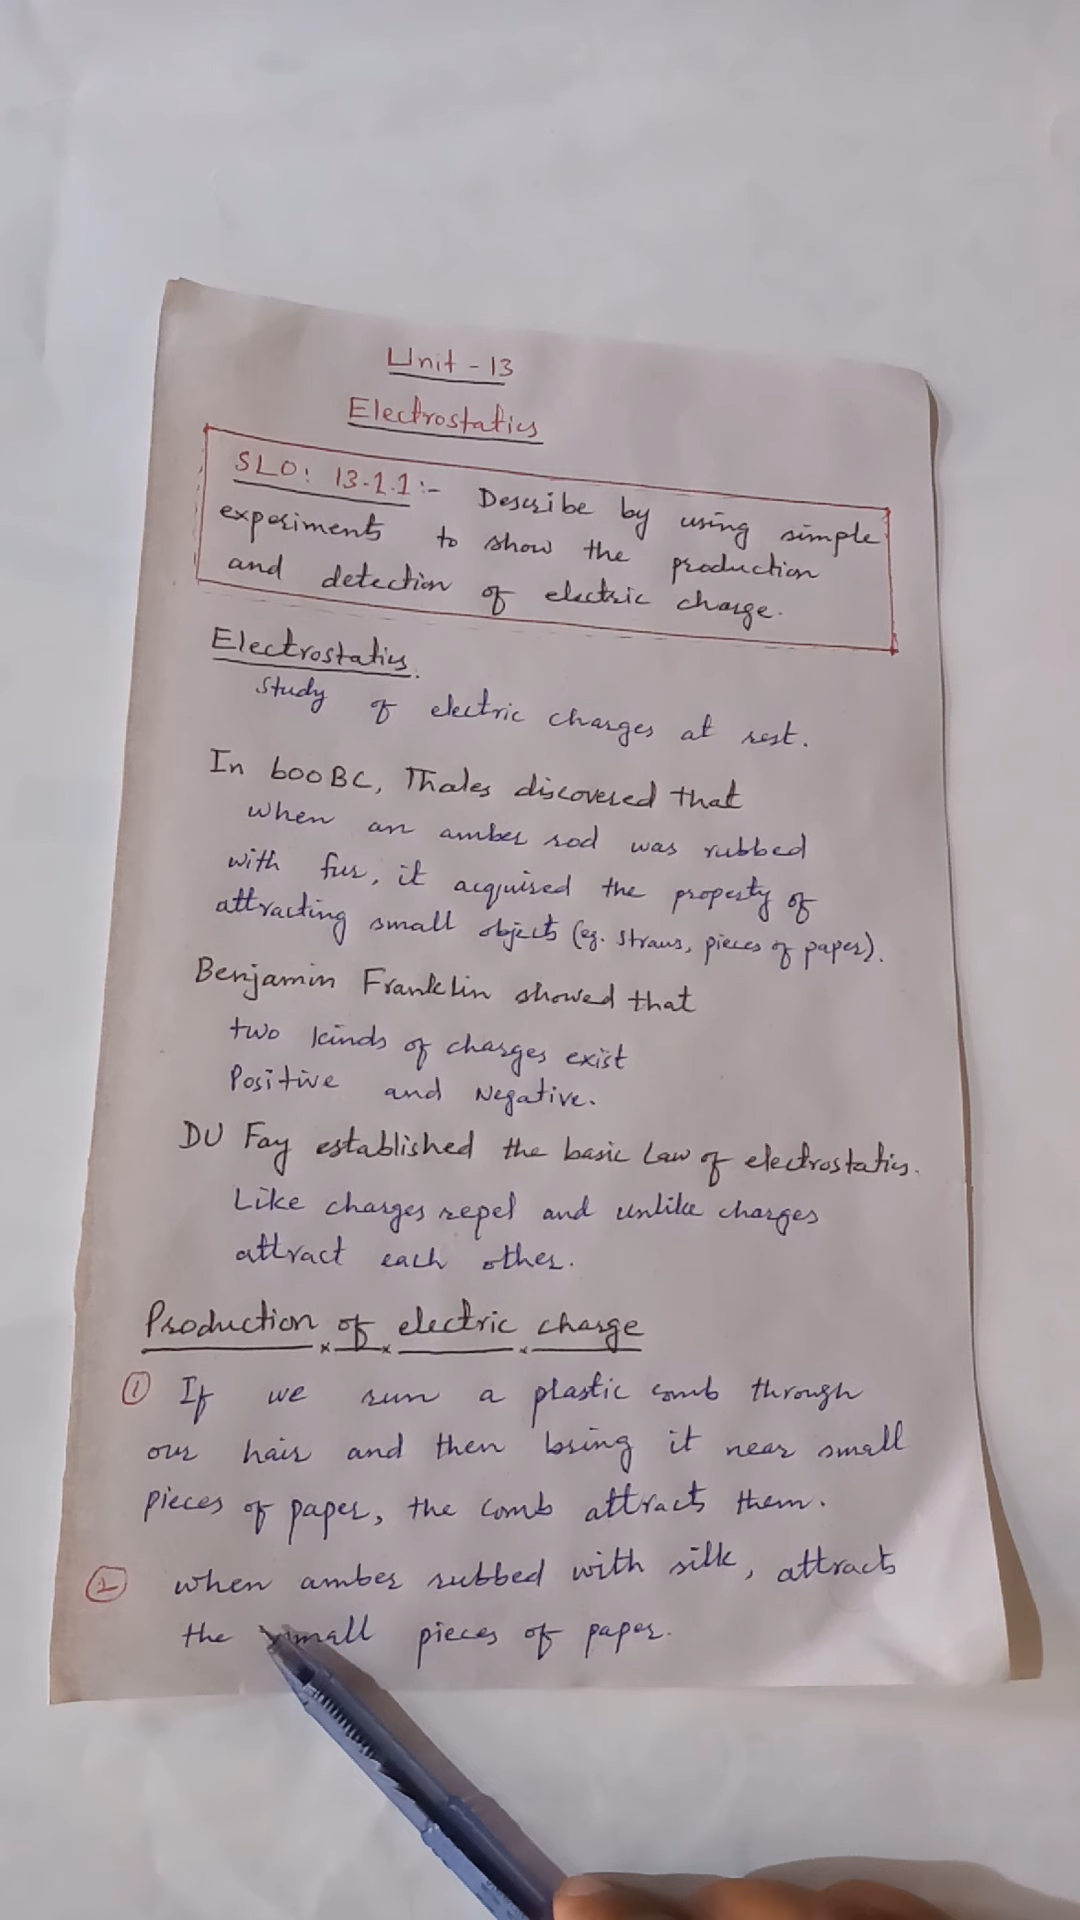 Unit - 13
Electrostatics
SLO: 13.1.1 :- Describe by using simple
experiments to show the production
and detection of electric charge.
Electrostatics.
Study of electric charges at rest.
In 600 BC, Thales discovered that
when an amber rod was rubbed
with fur, it acquired the property of
attracting small objects (eg. straws, pieces of paper).
Benjamin Franklin showed that
two kinds of charges exist
Positive and Negative.
DU Fay established the basic Law of electrostatics.
Like charges repel and unlike charges
attract each other.
Production of electric charge
① If we run a plastic comb through
our hair and then bring it near small
pieces of paper, the comb attracts them.
② when amber rubbed with silk, attracts
the small pieces of paper.